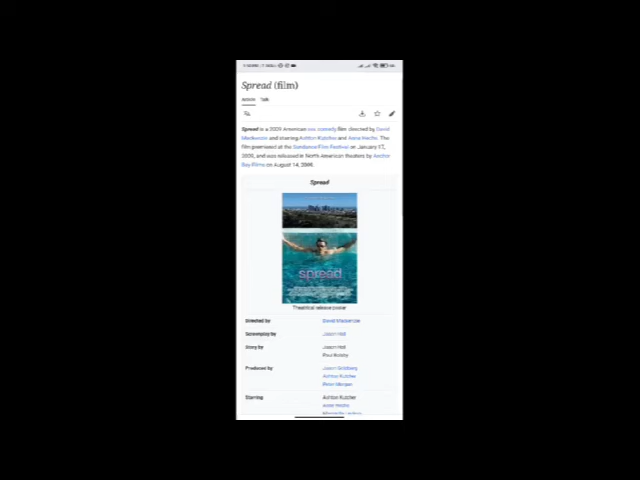 Spread (film)
Article Talk
Spread is a 2009 American sex comedy film directed by David
Mackenzie and starring Ashton Kutcher and Anne Heche. The
film premiered at the Sundance Film Festival on January 17,
2009, and was released in North American theaters by Anchor
Bay Films on August 14, 2009.
Spread
spread
Theatrical release poster
Directed by David Mackenzie
Screenplay by Jason Hall
Story by Jason Hall
Paul Kolsby
Produced by Jason Goldberg
Ashton Kutcher
Peter Morgan
Starring Ashton Kutcher
Anne Heche